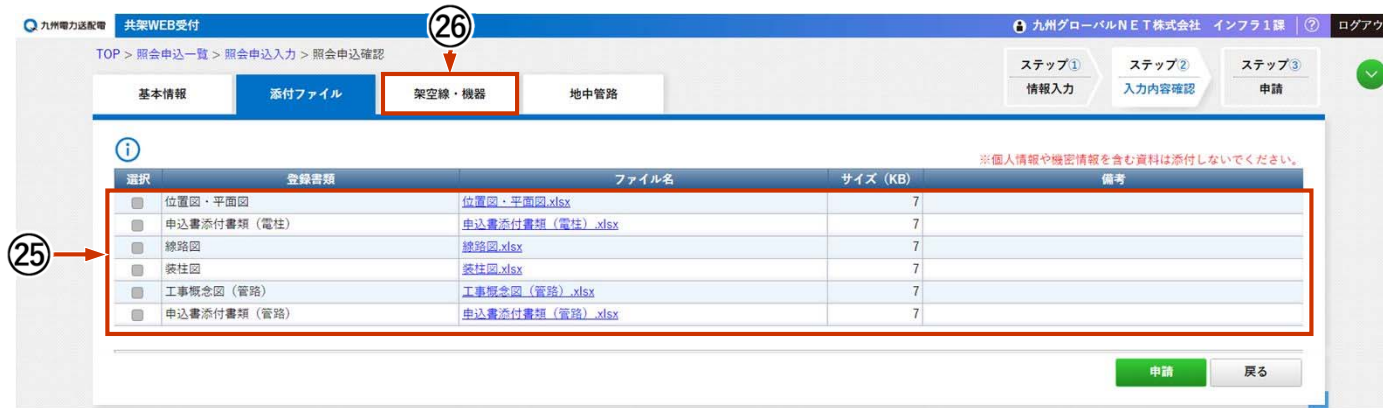 九州電力送配電 共架WEB受付 九州グローバルNET株式会社 インフラ1課 ? ログアウ
㉖
TOP > 照会申込一覧 > 照会申込入力 > 照会申込確認
ステップ① ステップ② ステップ③
情報入力 入力内容確認 申請
基本情報 添付ファイル 架空線・機器 地中管路
※個人情報や機密情報を含む資料は添付しないでください。
選択 登録書類 ファイル名 サイズ（KB） 備考
位置図・平面図 位置図・平面図.xlsx 7
申込書添付書類（電柱） 申込書添付書類（電柱）.xlsx 7
㉕
線路図 線路図.xlsx 7
装柱図 装柱図.xlsx 7
工事概念図（管路） 工事概念図（管路）.xlsx 7
申込書添付書類（管路） 申込書添付書類（管路）.xlsx 7
申請 戻る